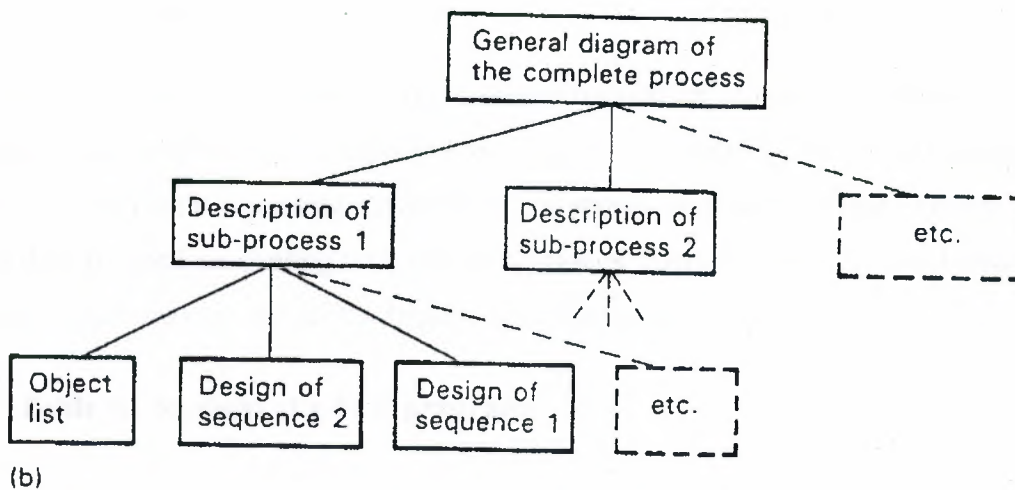 General diagram of
the complete process
Description of
sub-process 1
Description of
sub-process 2
etc.
Object
list
Design of
sequence 2
Design of
sequence 1
etc.
(b)